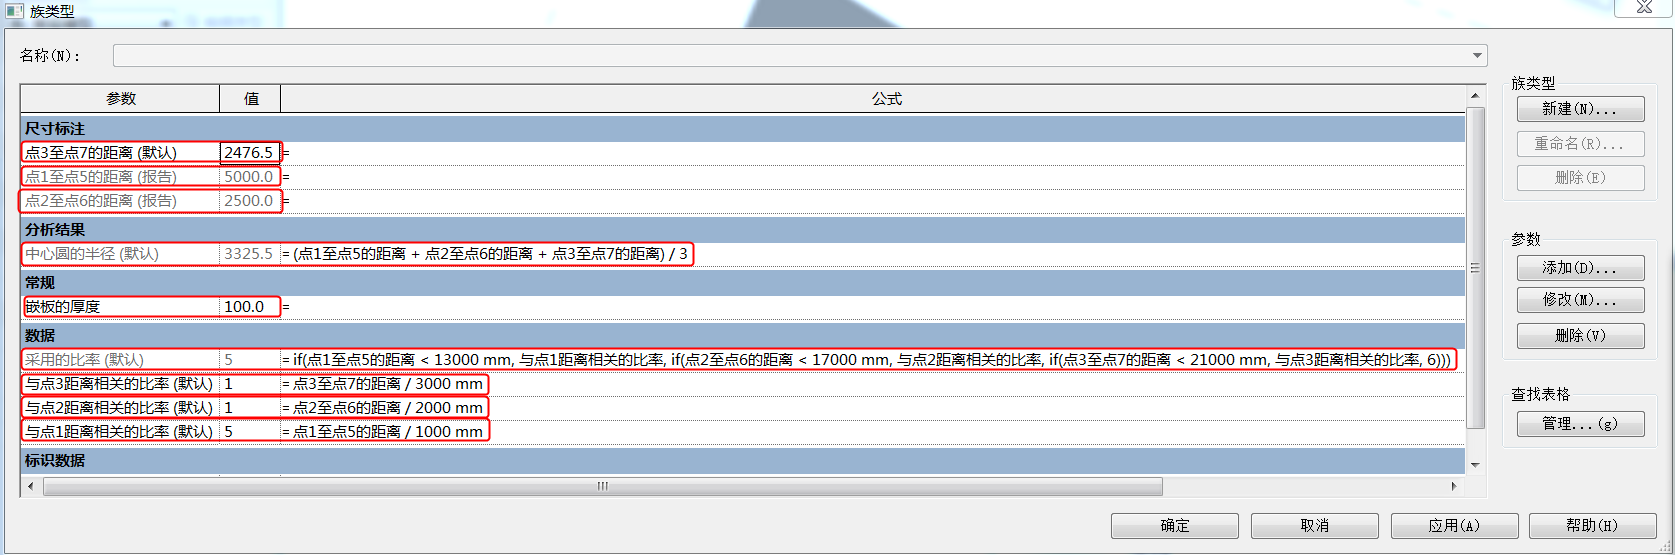 族类型
名称(N):
参数 值 公式
尺寸标注
点3至点7的距离 (默认) 2476.5 =
点1至点5的距离 (报告) 5000.0 =
点2至点6的距离 (报告) 2500.0 =
分析结果
中心圆的半径 (默认) 3325.5 = (点1至点5的距离 + 点2至点6的距离 + 点3至点7的距离) / 3
常规
嵌板的厚度 100.0 =
数据
采用的比率 (默认) 5 = if(点1至点5的距离 < 13000 mm, 与点1距离相关的比率, if(点2至点6的距离 < 17000 mm, 与点2距离相关的比率, if(点3至点7的距离 < 21000 mm, 与点3距离相关的比率, 6)))
与点3距离相关的比率 (默认) 1 = 点3至点7的距离 / 3000 mm
与点2距离相关的比率 (默认) 1 = 点2至点6的距离 / 2000 mm
与点1距离相关的比率 (默认) 5 = 点1至点5的距离 / 1000 mm
标识数据
族类型
新建(N)...
重命名(R)...
删除(E)
参数
添加(D)...
修改(M)...
删除(V)
查找表格
管理...(g)
确定 取消 应用(A) 帮助(H)